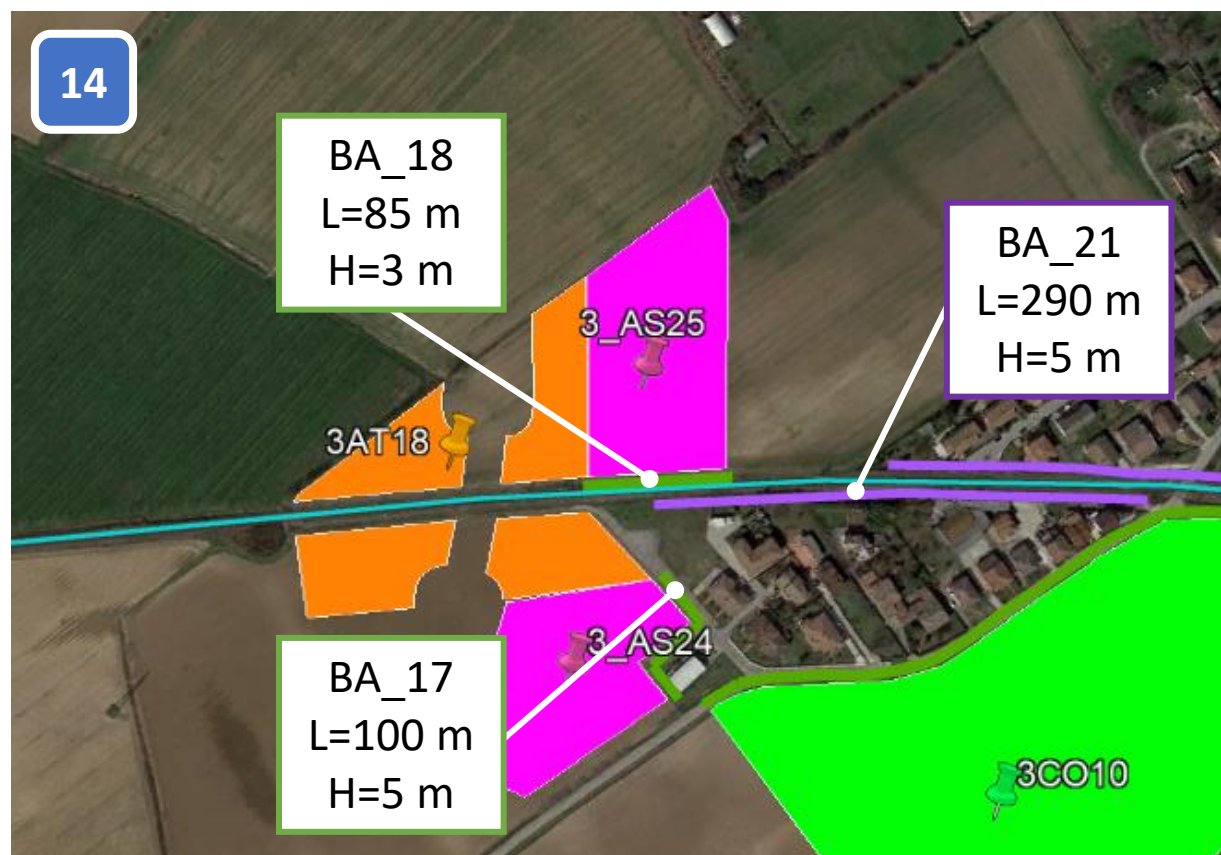 14
BA_18
L=85 m
H=3 m
BA_21
L=290 m
H=5 m
3_AS25
3AT18
3_AS24
BA_17
L=100 m
H=5 m
3CO10